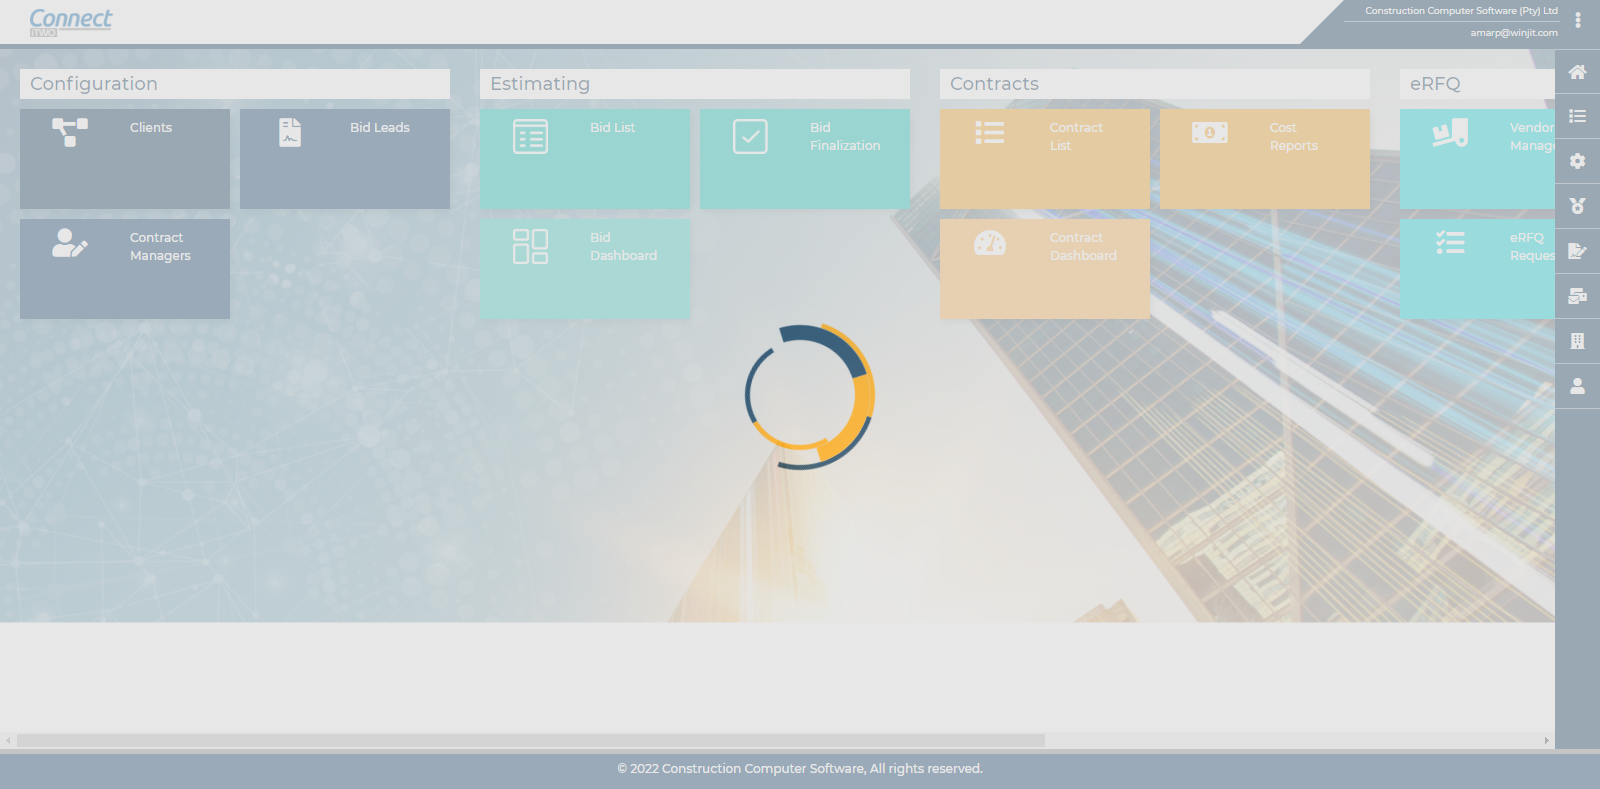 Connect
iTWO
Construction Computer Software (Pty) Ltd
amarp@winjit.com
Configuration
Clients
Bid Leads
Contract
Managers
Estimating
Bid List
Bid
Finalization
Bid
Dashboard
Contracts
Contract
List
Cost
Reports
Contract
Dashboard
eRFQ
Vendor
Manag
eRFQ
Reques
© 2022 Construction Computer Software, All rights reserved.